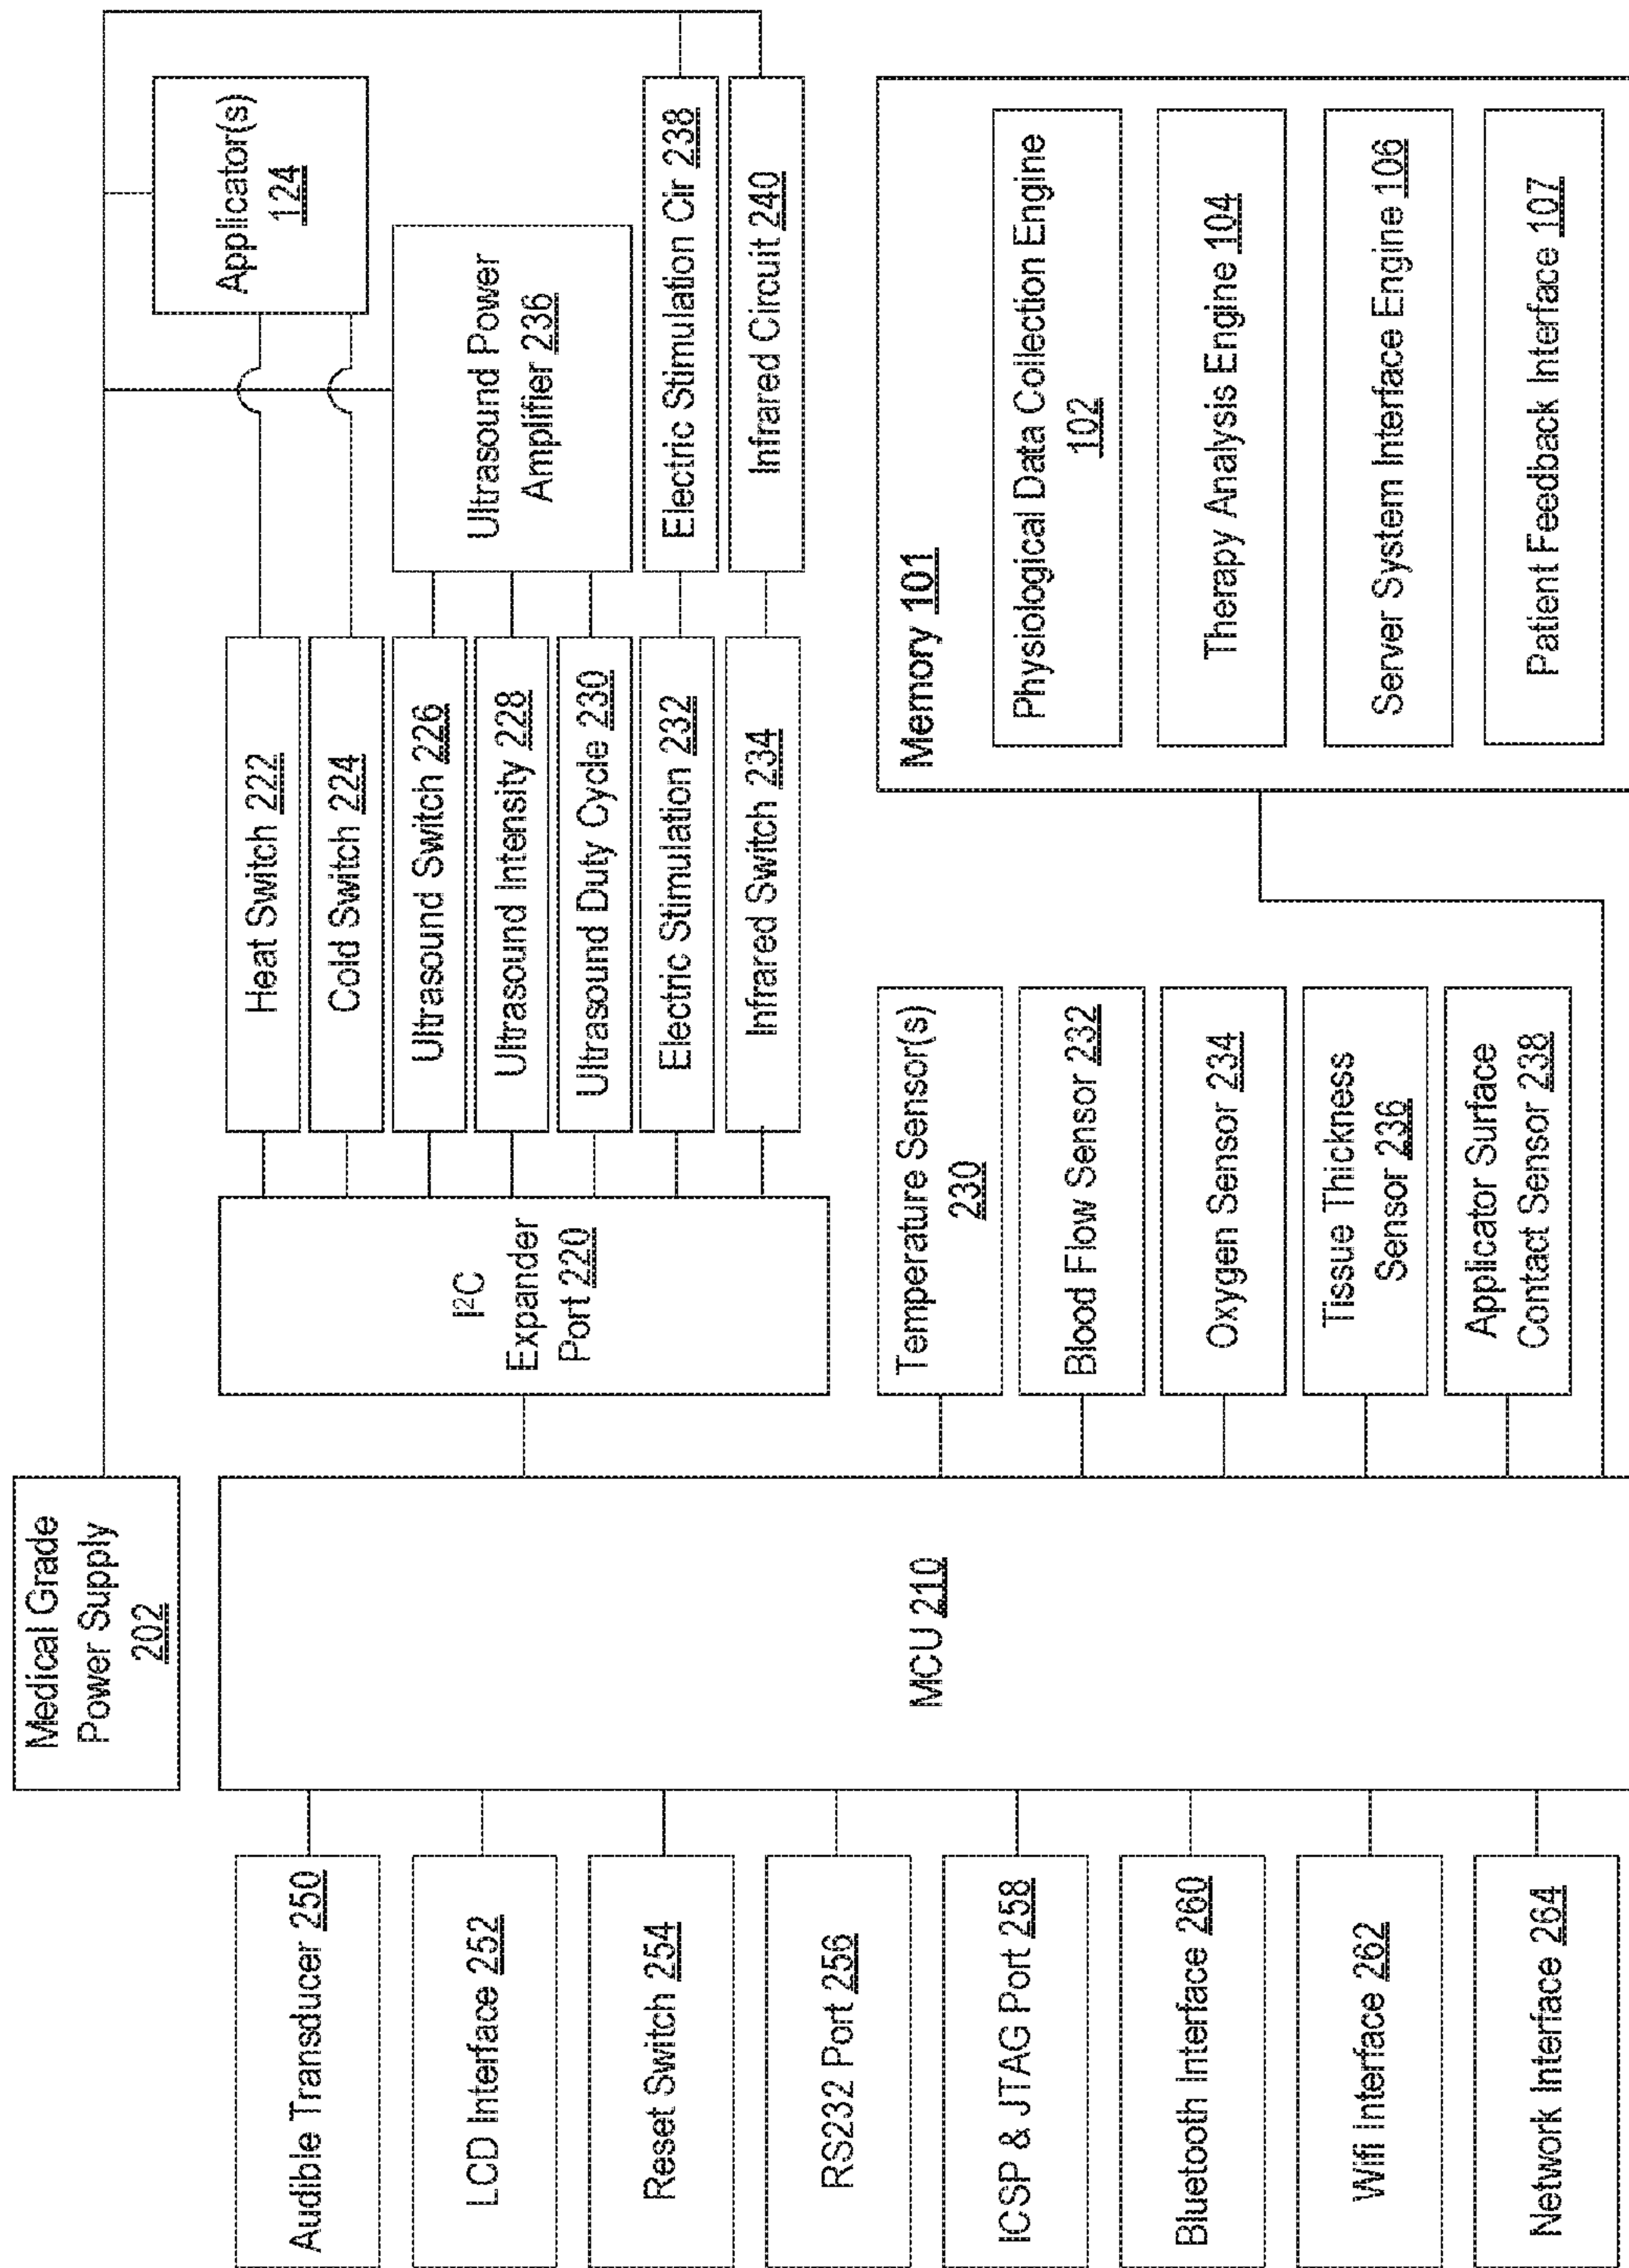 Medical Grade
Power Supply
202
Audible Transducer 250
LCD Interface 252
Reset Switch 254
RS232 Port 256
ICSP & JTAG Port 258
Bluetooth Interface 260
Wifi Interface 262
Network Interface 264
MCU 210
I²C
Expander
Port 220
Heat Switch 222
Cold Switch 224
Ultrasound Switch 226
Ultrasound Intensity 228
Ultrasound Duty Cycle 230
Electric Stimulation 232
Infrared Switch 234
Applicator(s)
124
Ultrasound Power
Amplifier 236
Electric Stimulation Cir 238
Infrared Circuit 240
Temperature Sensor(s)
230
Blood Flow Sensor 232
Oxygen Sensor 234
Tissue Thickness
Sensor 236
Applicator Surface
Contact Sensor 238
Memory 101
Physiological Data Collection Engine
102
Therapy Analysis Engine 104
Server System Interface Engine 106
Patient Feedback Interface 107